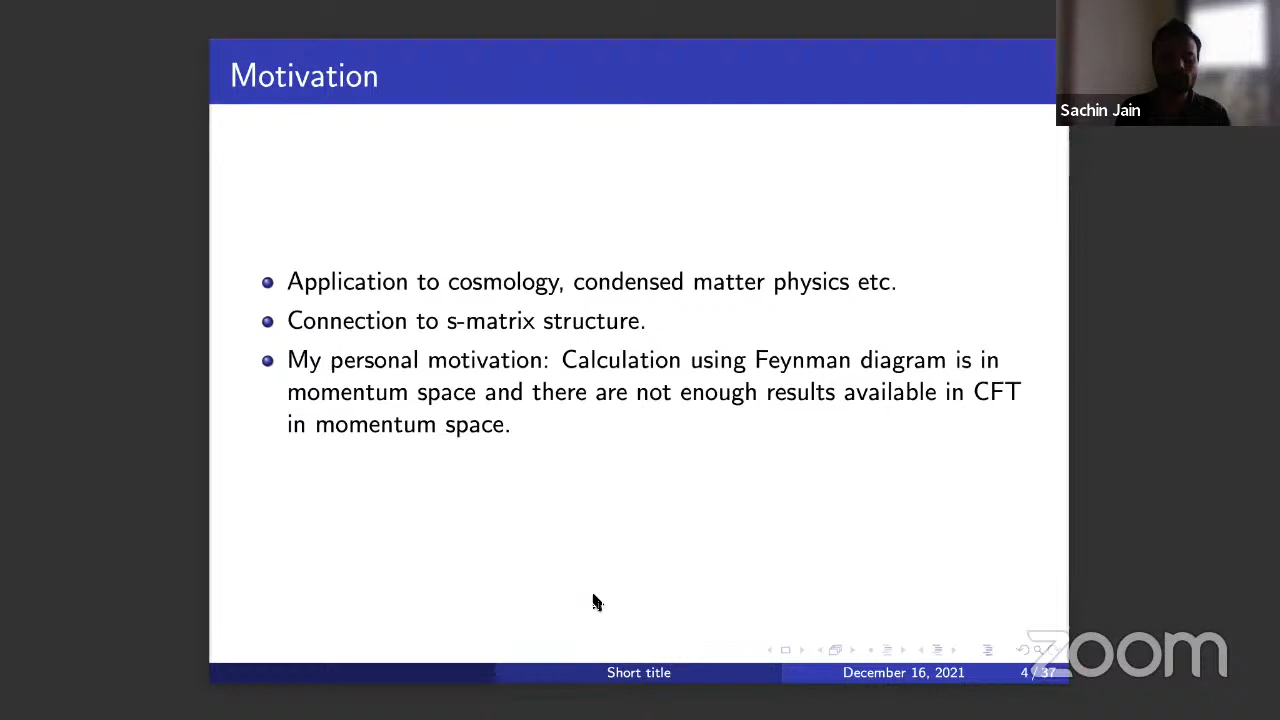 Motivation
Sachin Jain
Application to cosmology, condensed matter physics etc.
Connection to s-matrix structure.
My personal motivation: Calculation using Feynman diagram is in
momentum space and there are not enough results available in CFT
in momentum space.
zoom
Short title
December 16, 2021
4 / 37